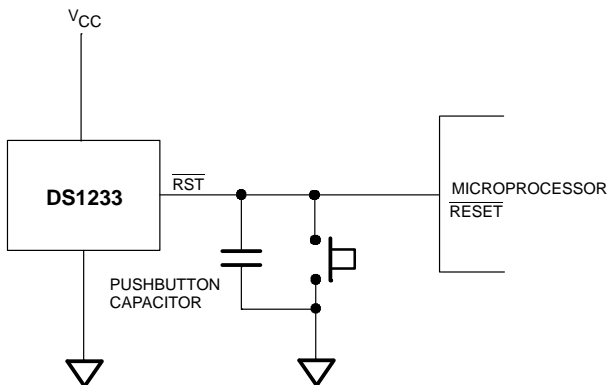 VCC
RST
DS1233
MICROPROCESSOR
RESET
PUSHBUTTON
CAPACITOR